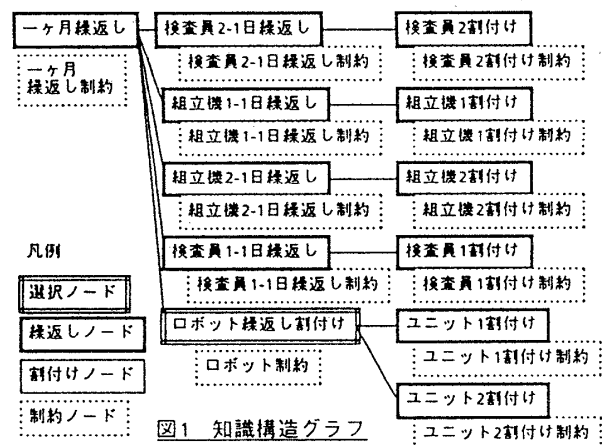 一ヶ月繰返し
一ヶ月
繰返し制約
検査員2-1日繰返し
検査員2-1日繰返し制約
検査員2割付け
検査員2割付け制約
組立機1-1日繰返し
組立機1-1日繰返し制約
組立機1割付け
組立機1割付け制約
組立機2-1日繰返し
組立機2-1日繰返し制約
組立機2割付け
組立機2割付け制約
検査員1-1日繰返し
検査員1-1日繰返し制約
検査員1割付け
検査員1割付け制約
ロボット繰返し割付け
ロボット制約
ユニット1割付け
ユニット1割付け制約
ユニット2割付け
ユニット2割付け制約
凡例
選択ノード
繰返しノード
割付けノード
制約ノード
図1 知識構造グラフ